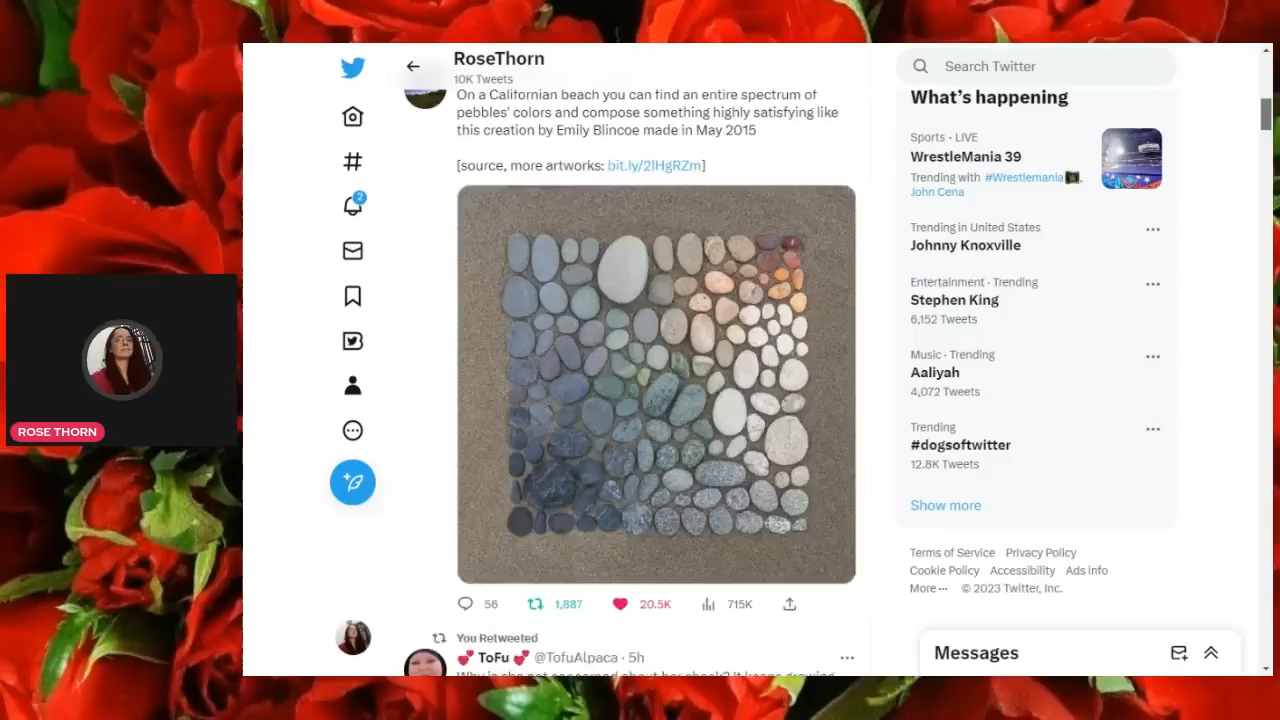 RoseThorn
10K Tweets
On a Californian beach you can find an entire spectrum of
pebbles' colors and compose something highly satisfying like
this creation by Emily Blincoe made in May 2015
[source, more artworks: bit.ly/2lHgRZm]
56 1,887 20.5K 715K
You Retweeted
ToFu @TofuAlpaca · 5h
2
ROSE THORN
Search Twitter
What's happening
Sports · LIVE
WrestleMania 39
Trending with #Wrestlemania,
John Cena
Trending in United States
Johnny Knoxville
Entertainment · Trending
Stephen King
6,152 Tweets
Music · Trending
Aaliyah
4,072 Tweets
Trending
#dogsoftwitter
12.8K Tweets
Show more
Terms of Service Privacy Policy
Cookie Policy Accessibility Ads info
More ··· © 2023 Twitter, Inc.
Messages